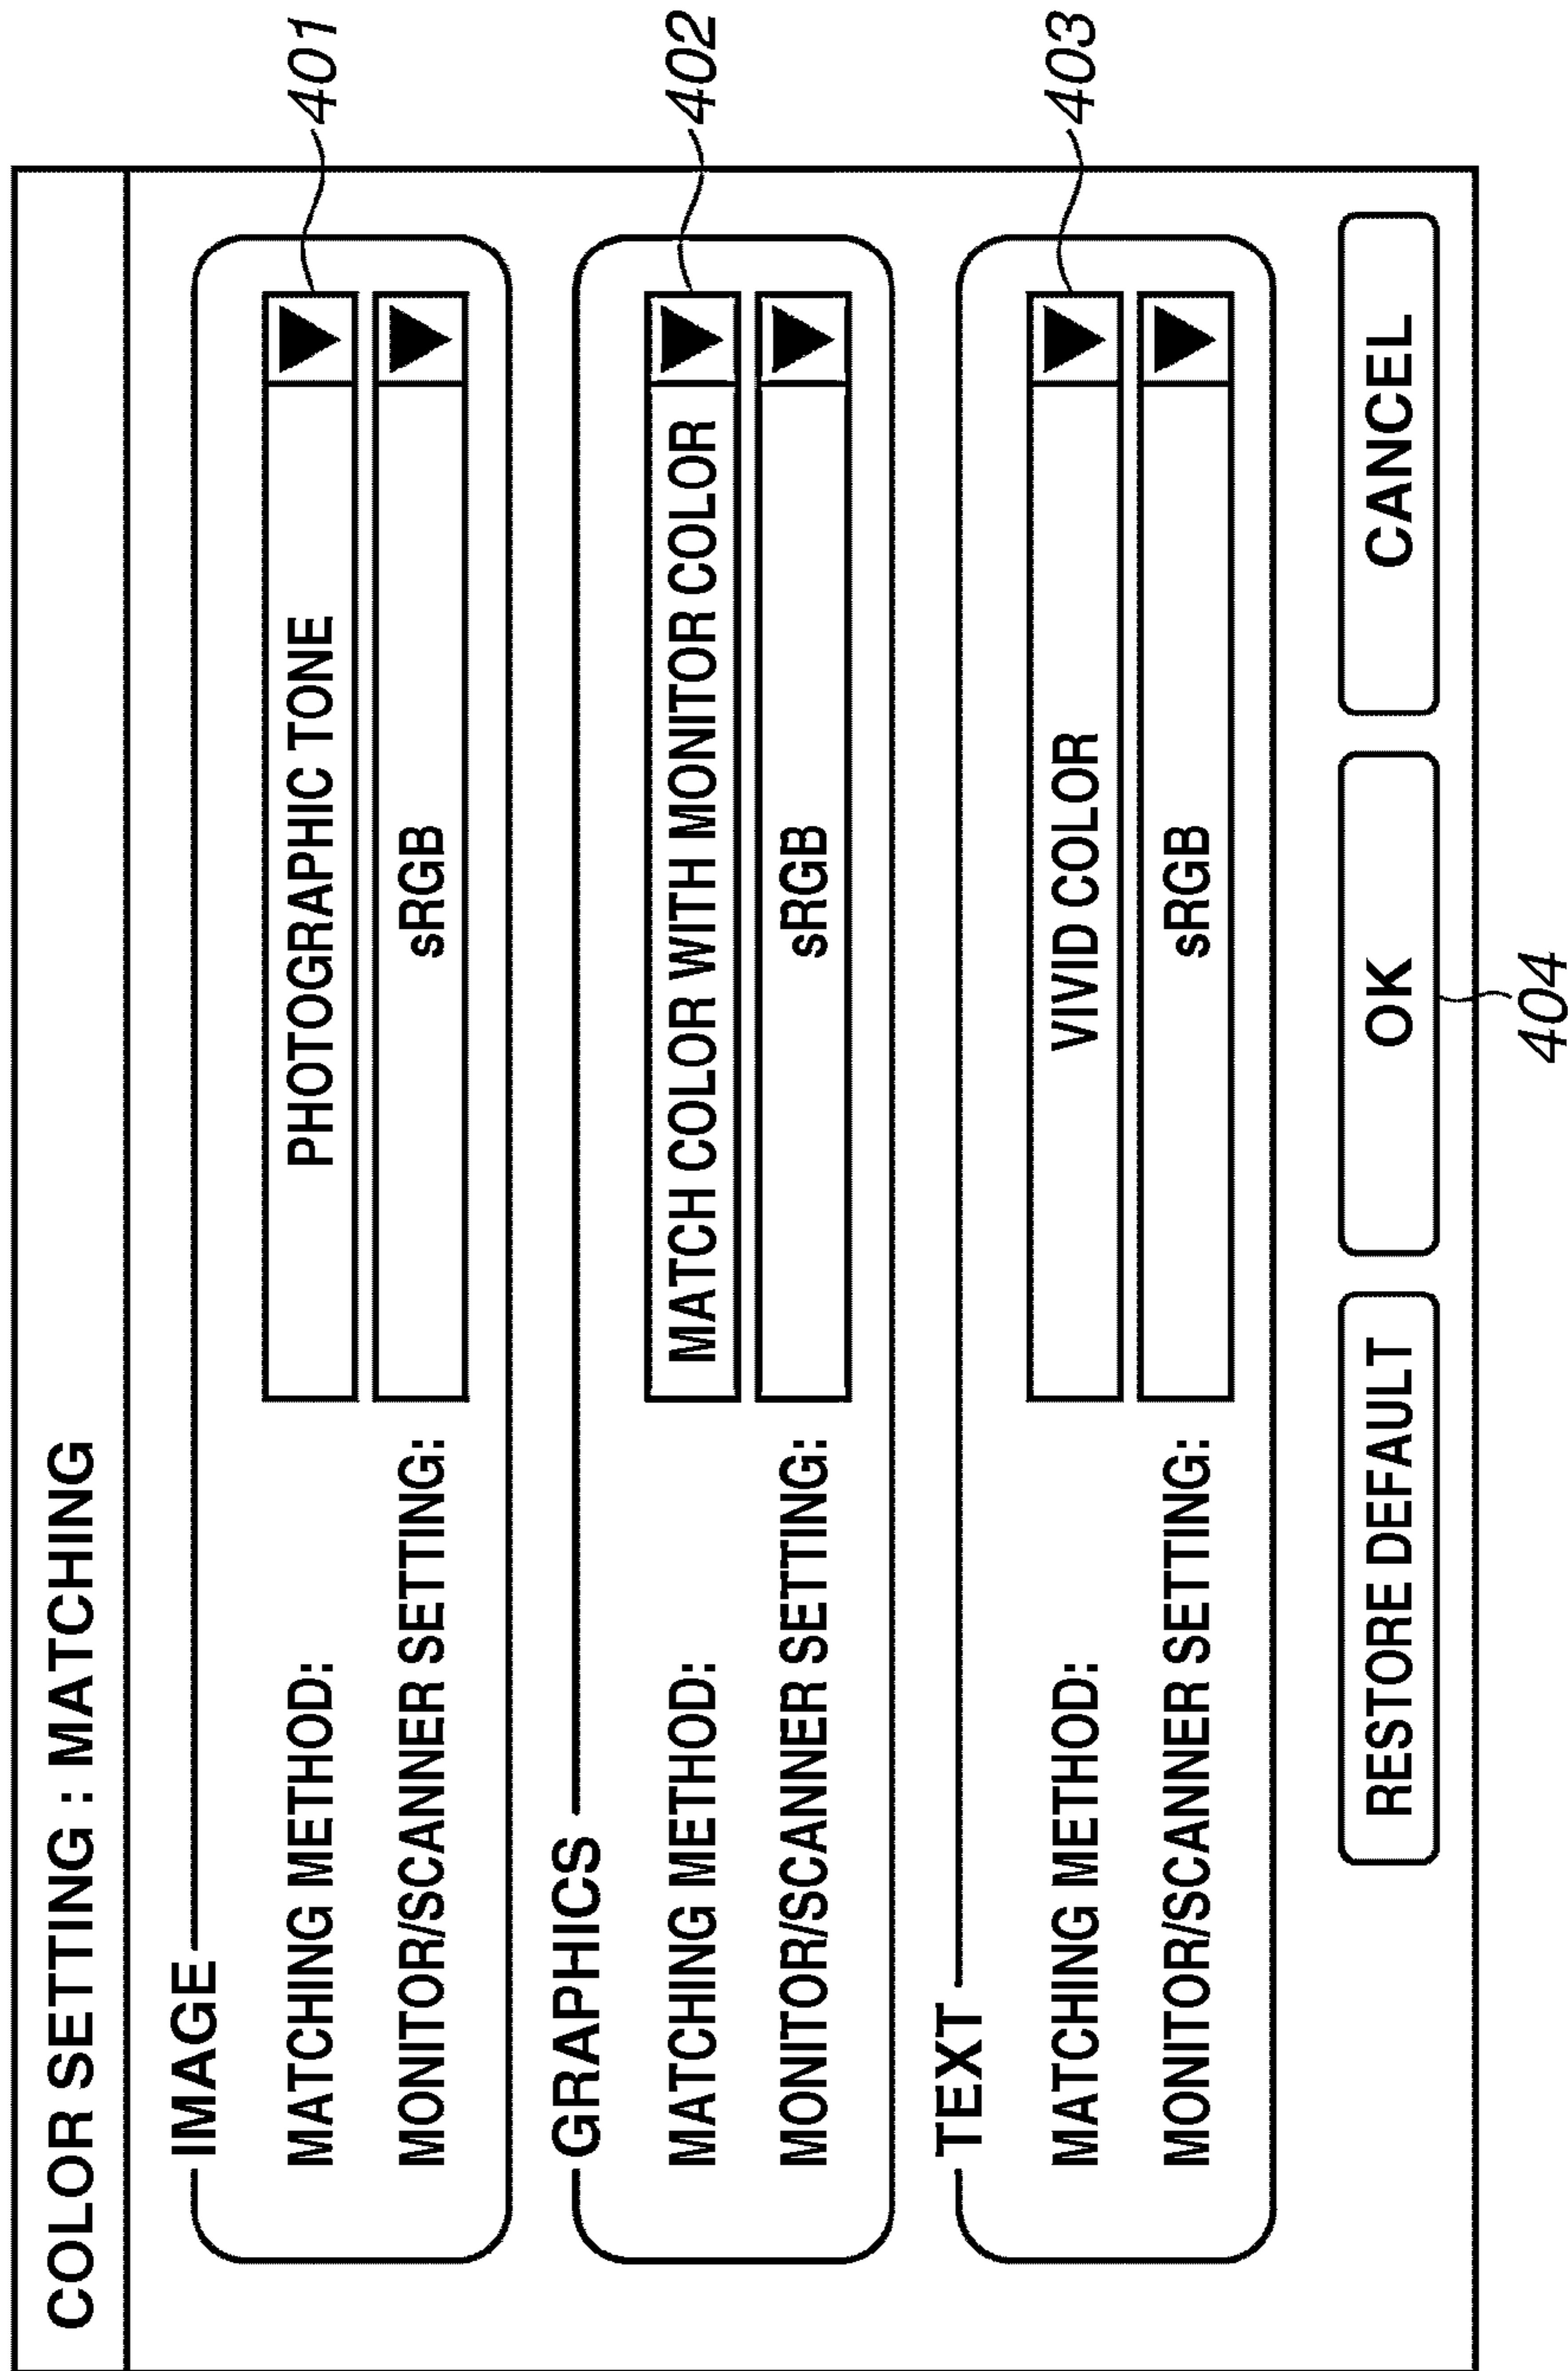 COLOR SETTING : MATCHING
IMAGE
MATCHING METHOD: PHOTOGRAPHIC TONE 401
MONITOR/SCANNER SETTING: sRGB
GRAPHICS
MATCHING METHOD: MATCH COLOR WITH MONITOR COLOR 402
MONITOR/SCANNER SETTING: sRGB
TEXT
MATCHING METHOD: VIVID COLOR 403
MONITOR/SCANNER SETTING: sRGB
RESTORE DEFAULT OK CANCEL
404